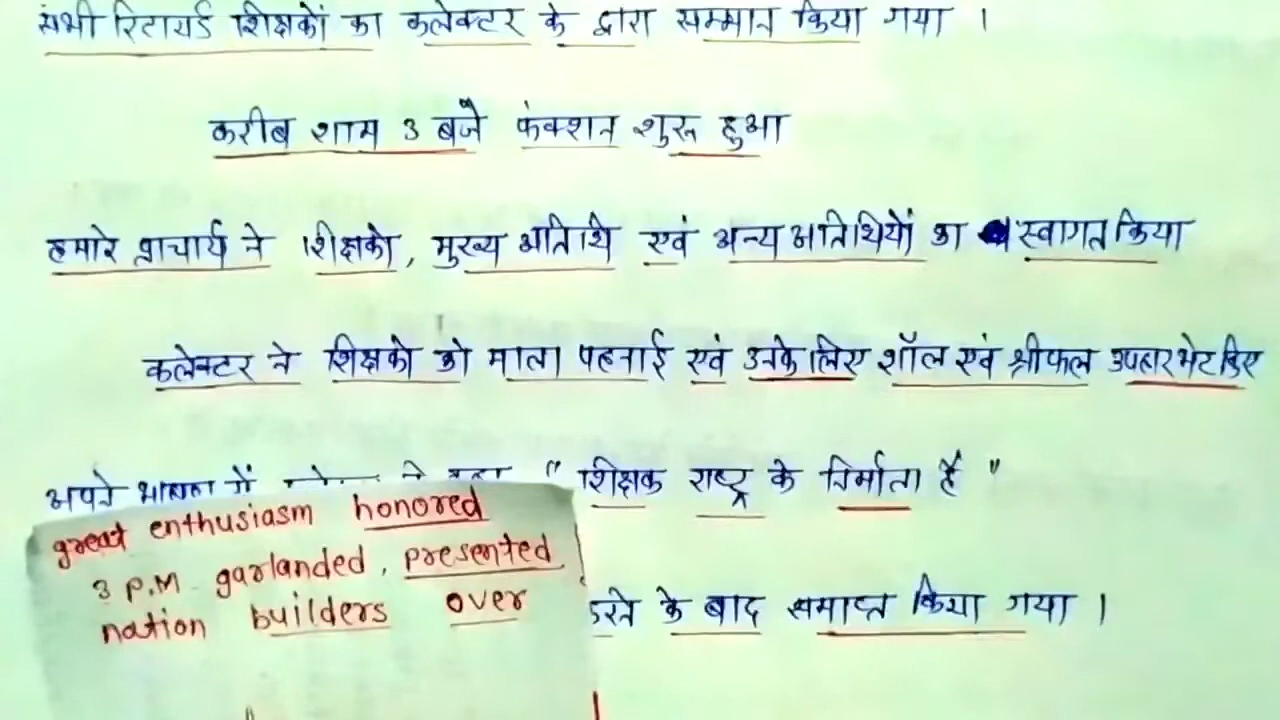 सभी रिटायर्ड शिक्षकों का कलेक्टर के द्वारा सम्मान किया गया ।
करीब शाम 3 बजे फंक्शन शुरू हुआ
हमारे प्राचार्य ने शिक्षको, मुख्य अतिथि एवं अन्य अतिथियों का स्वागत किया
कलेक्टर ने शिक्षको को माला पहनाई एवं उनके लिए शॉल एवं श्रीफल उपहार भेट किए
अपने भाषण में " शिक्षक राष्ट्र के निर्माता है "
great enthusiasm honored
3 P.M garlanded, presented
nation builders over
करने के बाद समाप्त किया गया ।